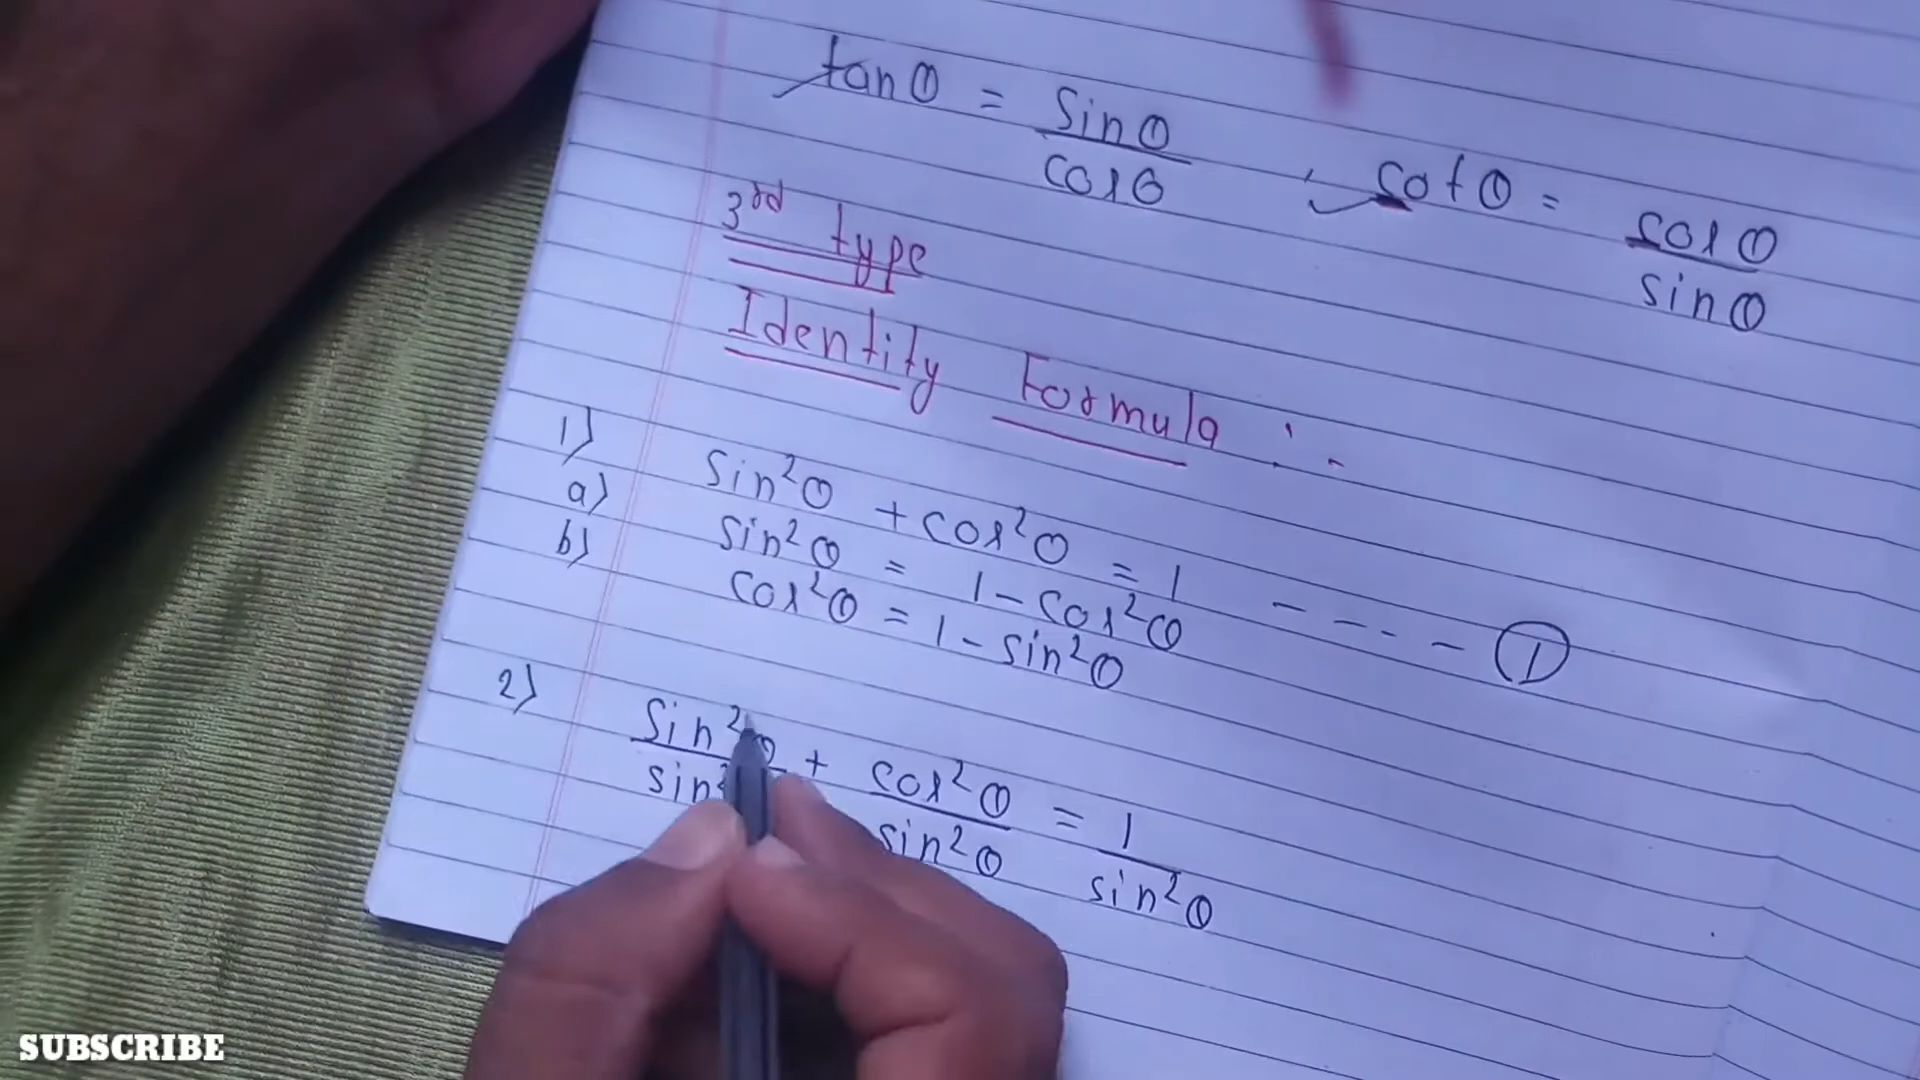 tanθ = sinθ/cosθ , cotθ = cosθ/sinθ
3rd type
Identity Formula :
1) sin²θ + cos²θ = 1 - - - - ①
a) sin²θ = 1 - cos²θ
b) cos²θ = 1 - sin²θ
2) sin²θ/sin² + cos²θ/sin²θ = 1/sin²θ
SUBSCRIBE